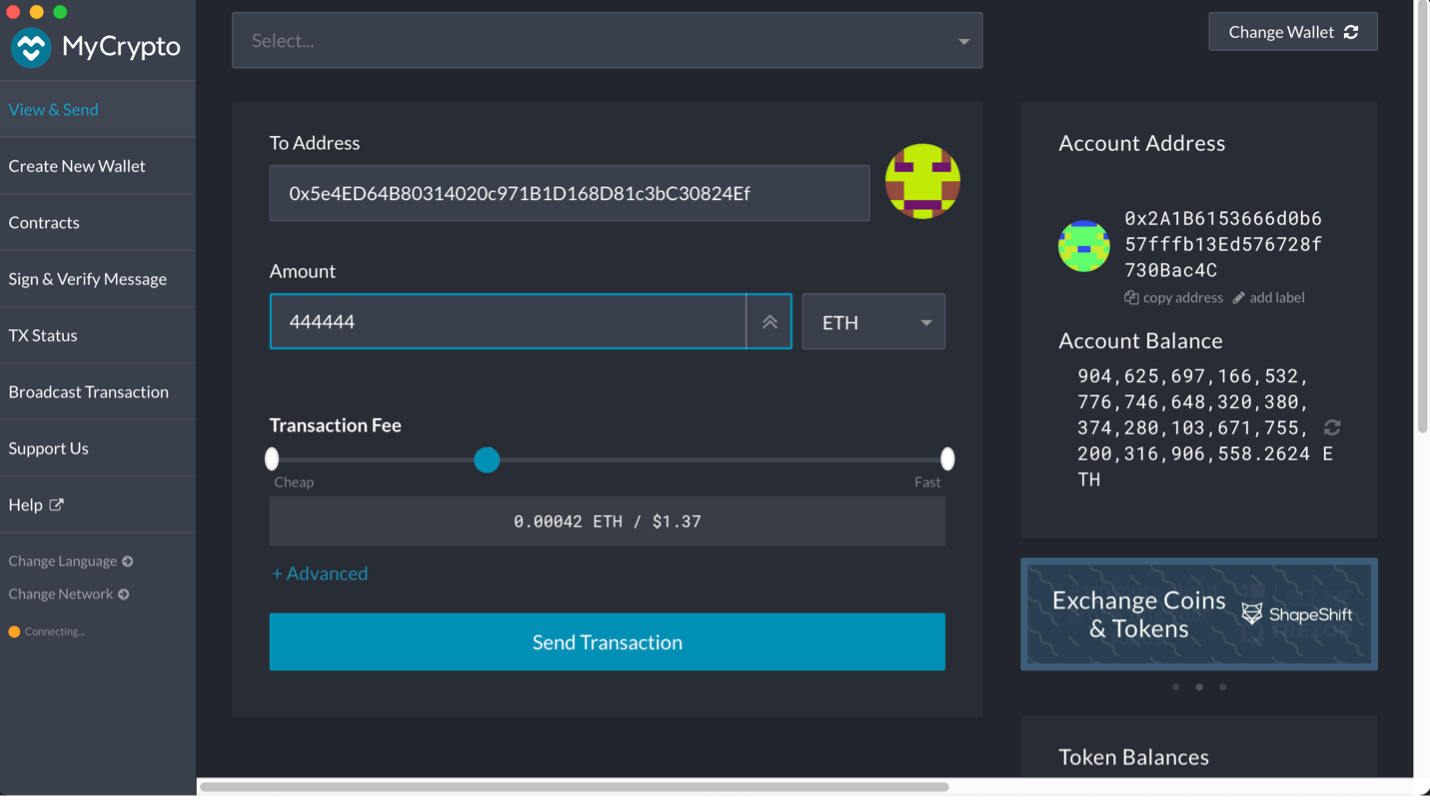 MyCrypto
View & Send
Create New Wallet
Contracts
Sign & Verify Message
TX Status
Broadcast Transaction
Support Us
Help
Change Language
Change Network
Connecting...
Select...
Change Wallet
To Address
0x5e4ED64B80314020c971B1D168D81c3bC30824Ef
Amount
444444
ETH
Transaction Fee
Cheap
Fast
0.00042 ETH / $1.37
+ Advanced
Send Transaction
Account Address
0x2A1B6153666d0b6
57fffb13Ed576728f
730Bac4C
copy address
add label
Account Balance
904,625,697,166,532,
776,746,648,320,380,
374,280,103,671,755,
200,316,906,558.2624 E
TH
Exchange Coins
& Tokens
ShapeShift
Token Balances